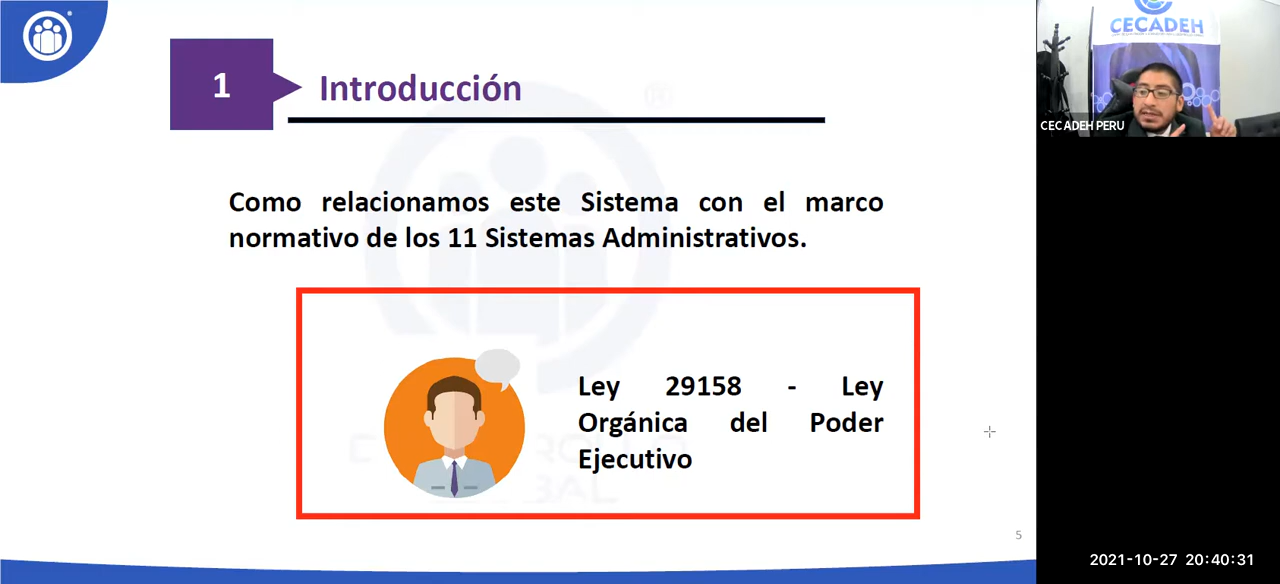 1
Introducción
Como relacionamos este Sistema con el marco
normativo de los 11 Sistemas Administrativos.
Ley 29158 - Ley
Orgánica del Poder
Ejecutivo
5
CECADEH
CECADEH PERU
2021-10-27 20:40:31